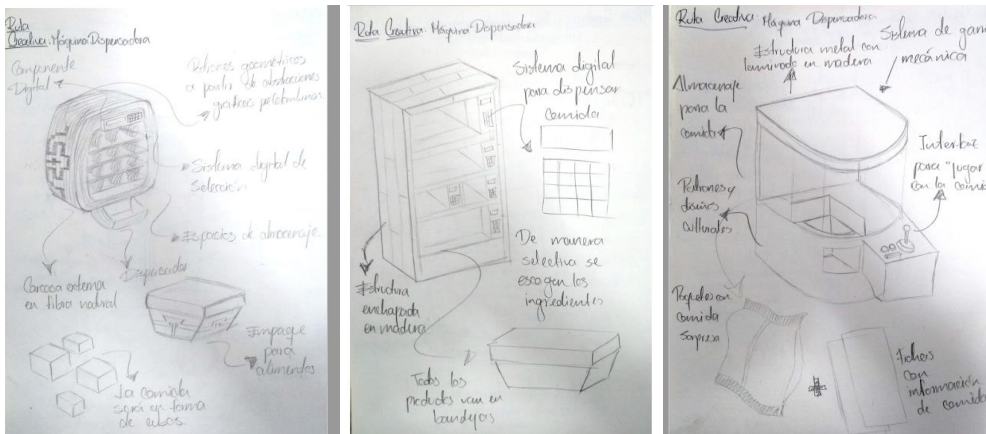 Ruta
Creativa: Máquina Dispensadora
Componente
Digital
Patrones geométricos
a partir de abstracciones
gráficas
Sistema digital de
Selección
Espacios de almacenaje
Dispensador
Carcasa externa
en fibra natural
Empaque
para
alimentos
La comida
será en forma
de cubos.
Ruta Creativa: Máquina Dispensadora
Sistema digital
para dispensar
Comida
De manera
selectiva se
escogen los
ingredientes
Estructura
enchapada
en madera
Todos los
productos van en
bandejas
Ruta Creativa: Máquina Dispensadora
Estructura metal con
laminado en madera
Sistema de gam
mecánica
Almacenaje
para la
comida
Interfaz
para "jugar
con la comid
Patrones y
diseños
culturales
Paquetes con
comida
sorpresa
Fichas
con
información
de comida